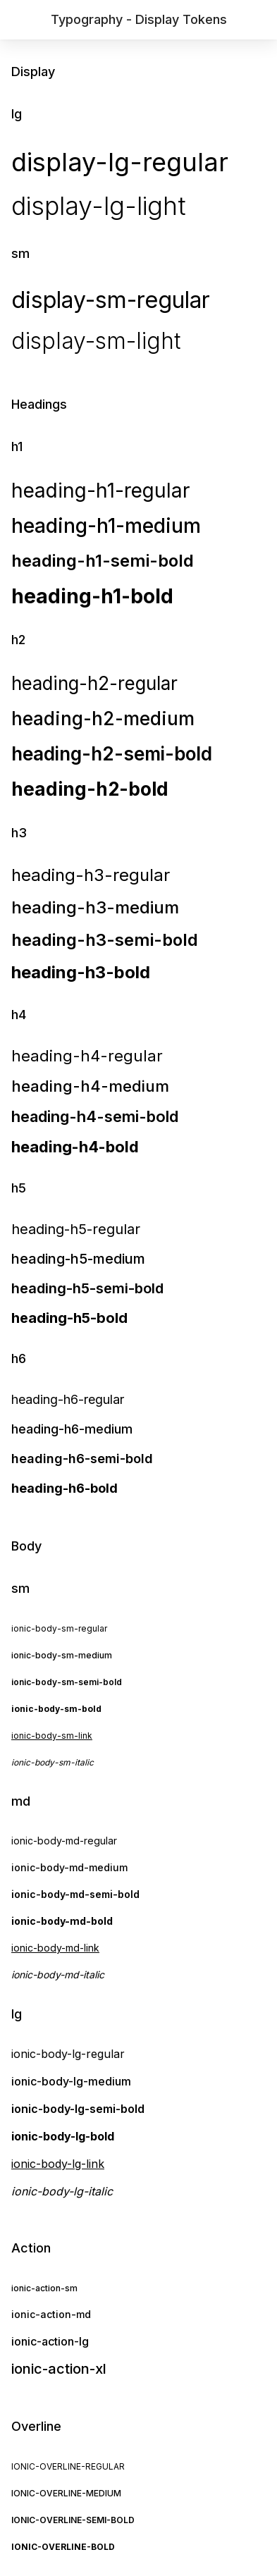 Typography - Display Tokens
Display
lg
display-lg-regular
display-lg-light
sm
display-sm-regular
display-sm-light
Headings
h1
heading-h1-regular
heading-h1-medium
heading-h1-semi-bold
heading-h1-bold
h2
heading-h2-regular
heading-h2-medium
heading-h2-semi-bold
heading-h2-bold
h3
heading-h3-regular
heading-h3-medium
heading-h3-semi-bold
heading-h3-bold
h4
heading-h4-regular
heading-h4-medium
heading-h4-semi-bold
heading-h4-bold
h5
heading-h5-regular
heading-h5-medium
heading-h5-semi-bold
heading-h5-bold
h6
heading-h6-regular
heading-h6-medium
heading-h6-semi-bold
heading-h6-bold
Body
sm
ionic-body-sm-regular
ionic-body-sm-medium
ionic-body-sm-semi-bold
ionic-body-sm-bold
ionic-body-sm-link
ionic-body-sm-italic
md
ionic-body-md-regular
ionic-body-md-medium
ionic-body-md-semi-bold
ionic-body-md-bold
ionic-body-md-link
ionic-body-md-italic
lg
ionic-body-lg-regular
ionic-body-lg-medium
ionic-body-lg-semi-bold
ionic-body-lg-bold
ionic-body-lg-link
ionic-body-lg-italic
Action
ionic-action-sm
ionic-action-md
ionic-action-lg
ionic-action-xl
Overline
IONIC-OVERLINE-REGULAR
IONIC-OVERLINE-MEDIUM
IONIC-OVERLINE-SEMI-BOLD
IONIC-OVERLINE-BOLD